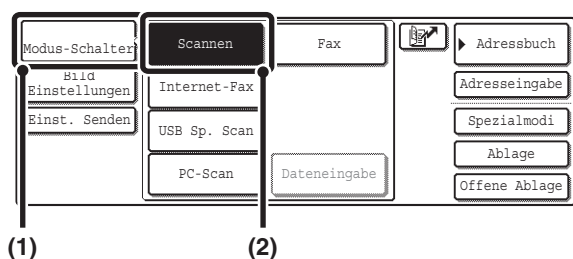 Modus-Schalter
Scannen
Fax
Adressbuch
Bild
Einstellungen
Internet-Fax
Adresseingabe
Einst. Senden
USB Sp. Scan
Spezialmodi
Ablage
PC-Scan
Dateneingabe
Offene Ablage
(1)
(2)